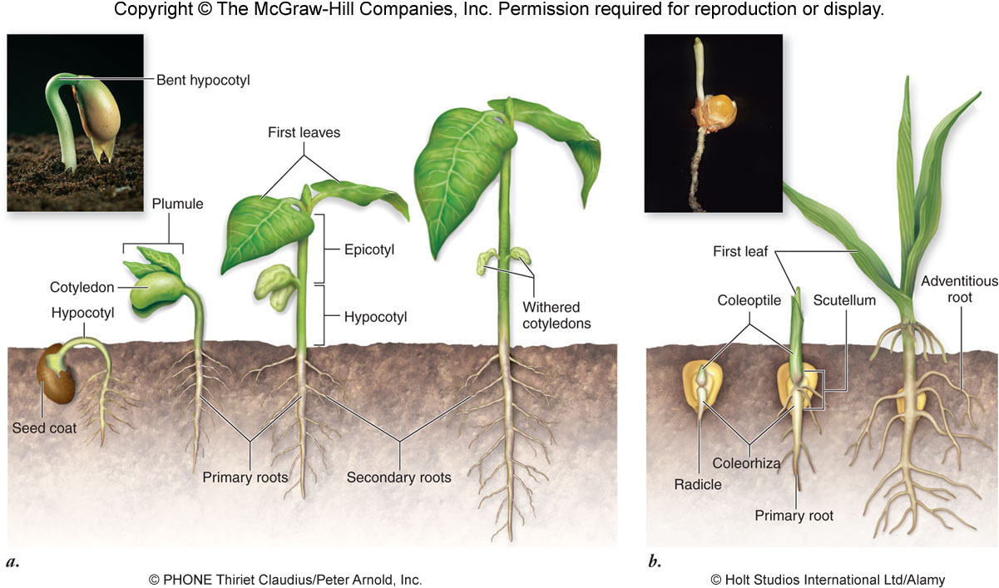 Copyright © The McGraw-Hill Companies, Inc. Permission required for reproduction or display.
Bent hypocotyl
First leaves
Plumule
Epicotyl
Cotyledon
Hypocotyl
Hypocotyl
Withered
cotyledons
Seed coat
Primary roots
Secondary roots
a.
© PHONE Thiriet Claudius/Peter Arnold, Inc.
First leaf
Adventitious
root
Coleoptile
Scutellum
Coleorhiza
Radicle
Primary root
b.
© Holt Studios International Ltd/Alamy